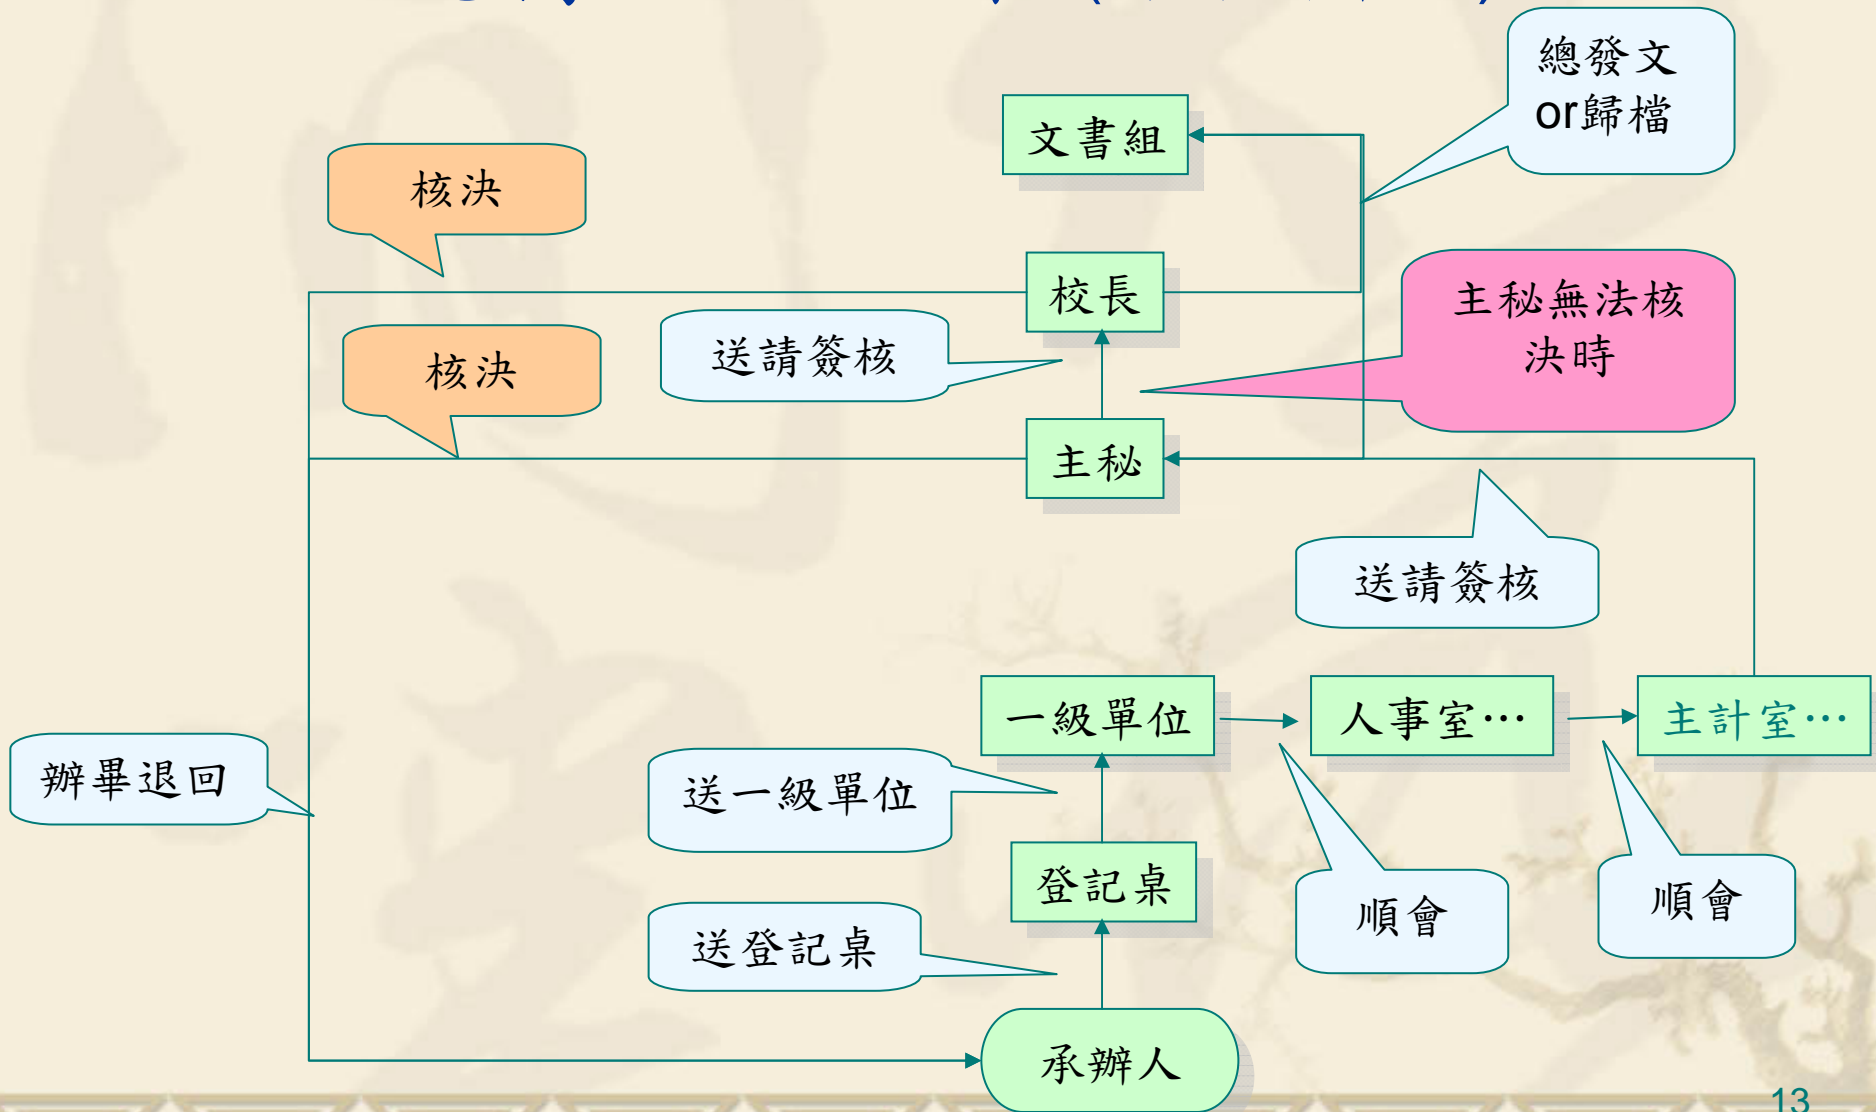 總發文
or歸檔
文書組
核決
校長
主秘無法核
決時
送請簽核
核決
主秘
送請簽核
一級單位
人事室…
主計室…
辦畢退回
送一級單位
登記桌
順會
順會
送登記桌
承辦人
13